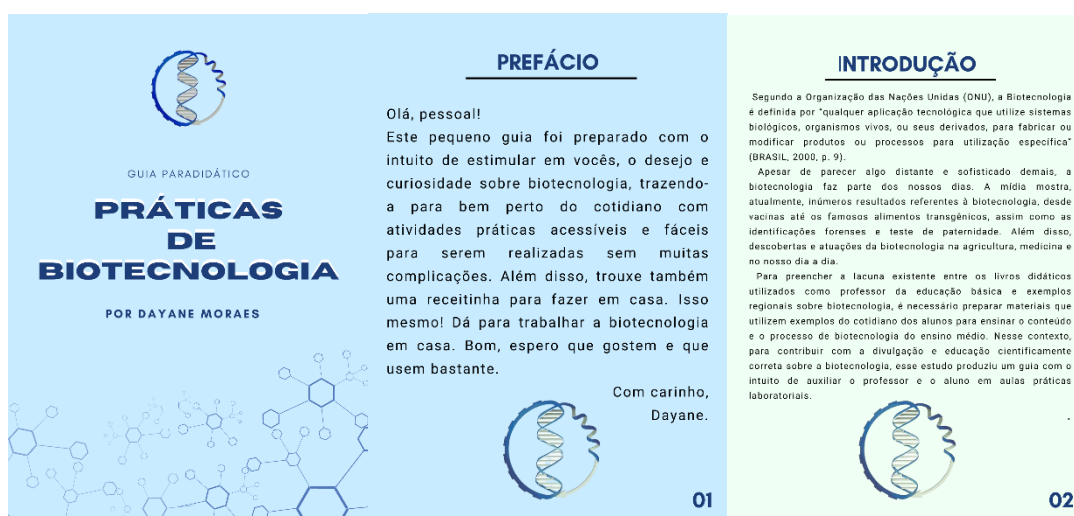 GUIA PARADIDÁTICO
PRÁTICAS
DE
BIOTECNOLOGIA
POR DAYANE MORAES
PREFÁCIO
Olá, pessoal!
Este pequeno guia foi preparado com o
intuito de estimular em vocês, o desejo e
curiosidade sobre biotecnologia, trazendo-
a para bem perto do cotidiano com
atividades práticas acessíveis e fáceis
para serem realizadas sem muitas
complicações. Além disso, trouxe também
uma receitinha para fazer em casa. Isso
mesmo! Dá para trabalhar a biotecnologia
em casa. Bom, espero que gostem e que
usem bastante.
Com carinho,
Dayane.
01
INTRODUÇÃO
Segundo a Organização das Nações Unidas (ONU), a Biotecnologia
é definida por "qualquer aplicação tecnológica que utilize sistemas
biológicos, organismos vivos, ou seus derivados, para fabricar ou
modificar produtos ou processos para utilização específica"
(BRASIL, 2000, p. 9).
Apesar de parecer algo distante e sofisticado demais, a
biotecnologia faz parte dos nossos dias. A mídia mostra,
atualmente, inúmeros resultados referentes à biotecnologia, desde
vacinas até os famosos alimentos transgênicos, assim como as
identificações forenses e teste de paternidade. Além disso,
descobertas e atuações da biotecnologia na agricultura, medicina e
no nosso dia a dia.
Para preencher a lacuna existente entre os livros didáticos
utilizados como professor da educação básica e exemplos
regionais sobre biotecnologia, é necessário preparar materiais que
utilizem exemplos do cotidiano dos alunos para ensinar o conteúdo
e o processo de biotecnologia do ensino médio. Nesse contexto,
para contribuir com a divulgação e educação cientificamente
correta sobre a biotecnologia, esse estudo produziu um guia com o
intuito de auxiliar o professor e o aluno em aulas práticas
laboratoriais.
.
02